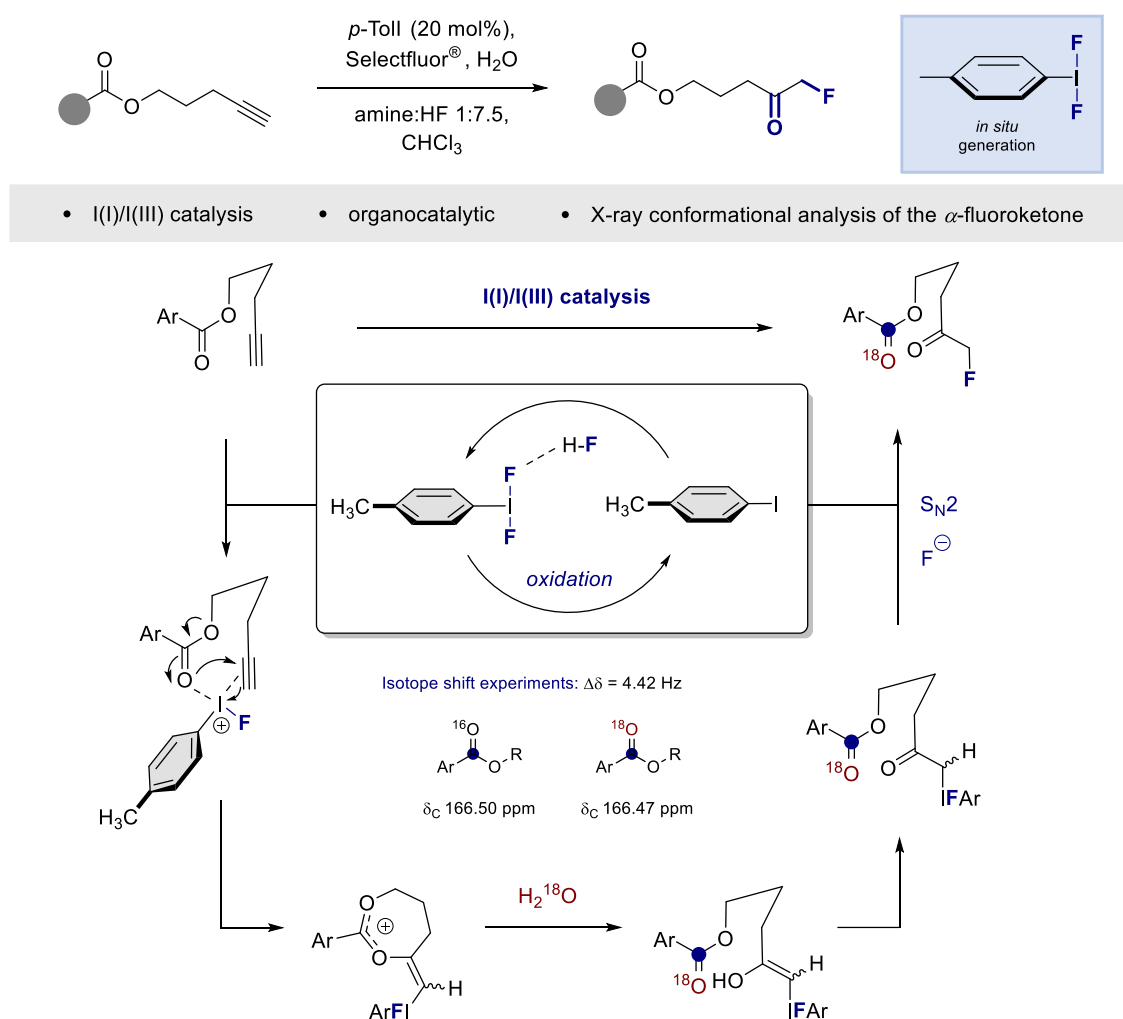 p-TolI (20 mol%),
Selectfluor®, H2O
amine:HF 1:7.5,
CHCl3
O
O
O
O
O
F
F
I
F
in situ
generation
• I(I)/I(III) catalysis • organocatalytic • X-ray conformational analysis of the α-fluoroketone
Ar
O
O
I(I)/I(III) catalysis
Ar
O
18O
O
F
H-F
F
H3C
I
F
H3C
I
oxidation
SN2
F⊖
Ar
O
O
I
F
⊕
H3C
Isotope shift experiments: Δδ = 4.42 Hz
16O
Ar
O
R
18O
Ar
O
R
δC 166.50 ppm
δC 166.47 ppm
Ar
O
18O
O
H
IFAr
O
Ar
⊕
O
H
ArFI
H218O
Ar
O
18O
HO
H
IFAr